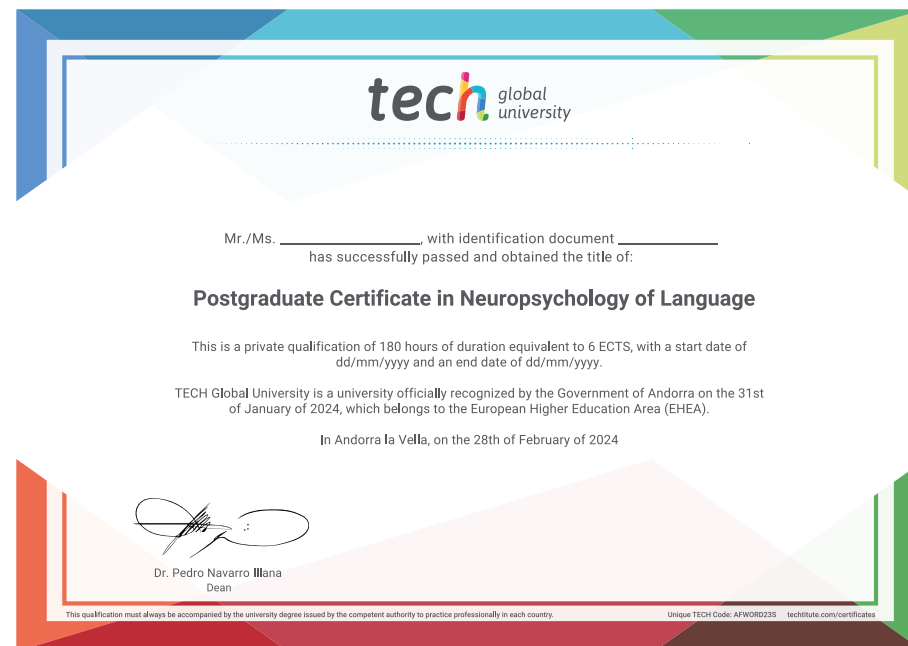 tech global
university
Mr./Ms. ____________________, with identification document ______________
has successfully passed and obtained the title of:
Postgraduate Certificate in Neuropsychology of Language
This is a private qualification of 180 hours of duration equivalent to 6 ECTS, with a start date of
dd/mm/yyyy and an end date of dd/mm/yyyy.
TECH Global University is a university officially recognized by the Government of Andorra on the 31st
of January of 2024, which belongs to the European Higher Education Area (EHEA).
In Andorra la Vella, on the 28th of February of 2024
Dr. Pedro Navarro Illana
Dean
This qualification must always be accompanied by the university degree issued by the competent authority to practice professionally in each country. Unique TECH Code: AFWORD23S techtitute.com/certificates